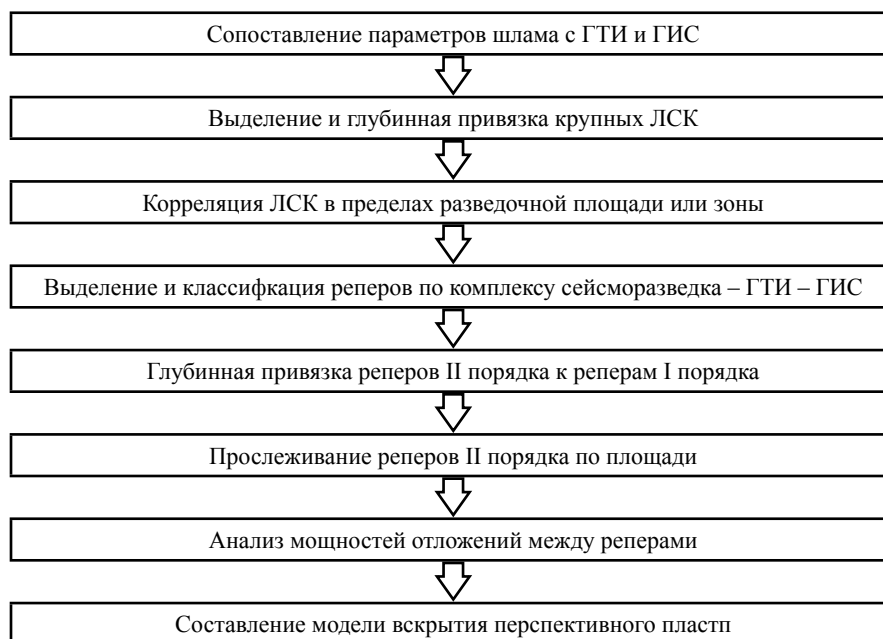 Сопоставление параметров шлама с ГТИ и ГИС
Выделение и глубинная привязка крупных ЛСК
Корреляция ЛСК в пределах разведочной площади или зоны
Выделение и классифкация реперов по комплексу сейсморазведка – ГТИ – ГИС
Глубинная привязка реперов II порядка к реперам I порядка
Прослеживание реперов II порядка по площади
Анализ мощностей отложений между реперами
Составление модели вскрытия перспективного пластп